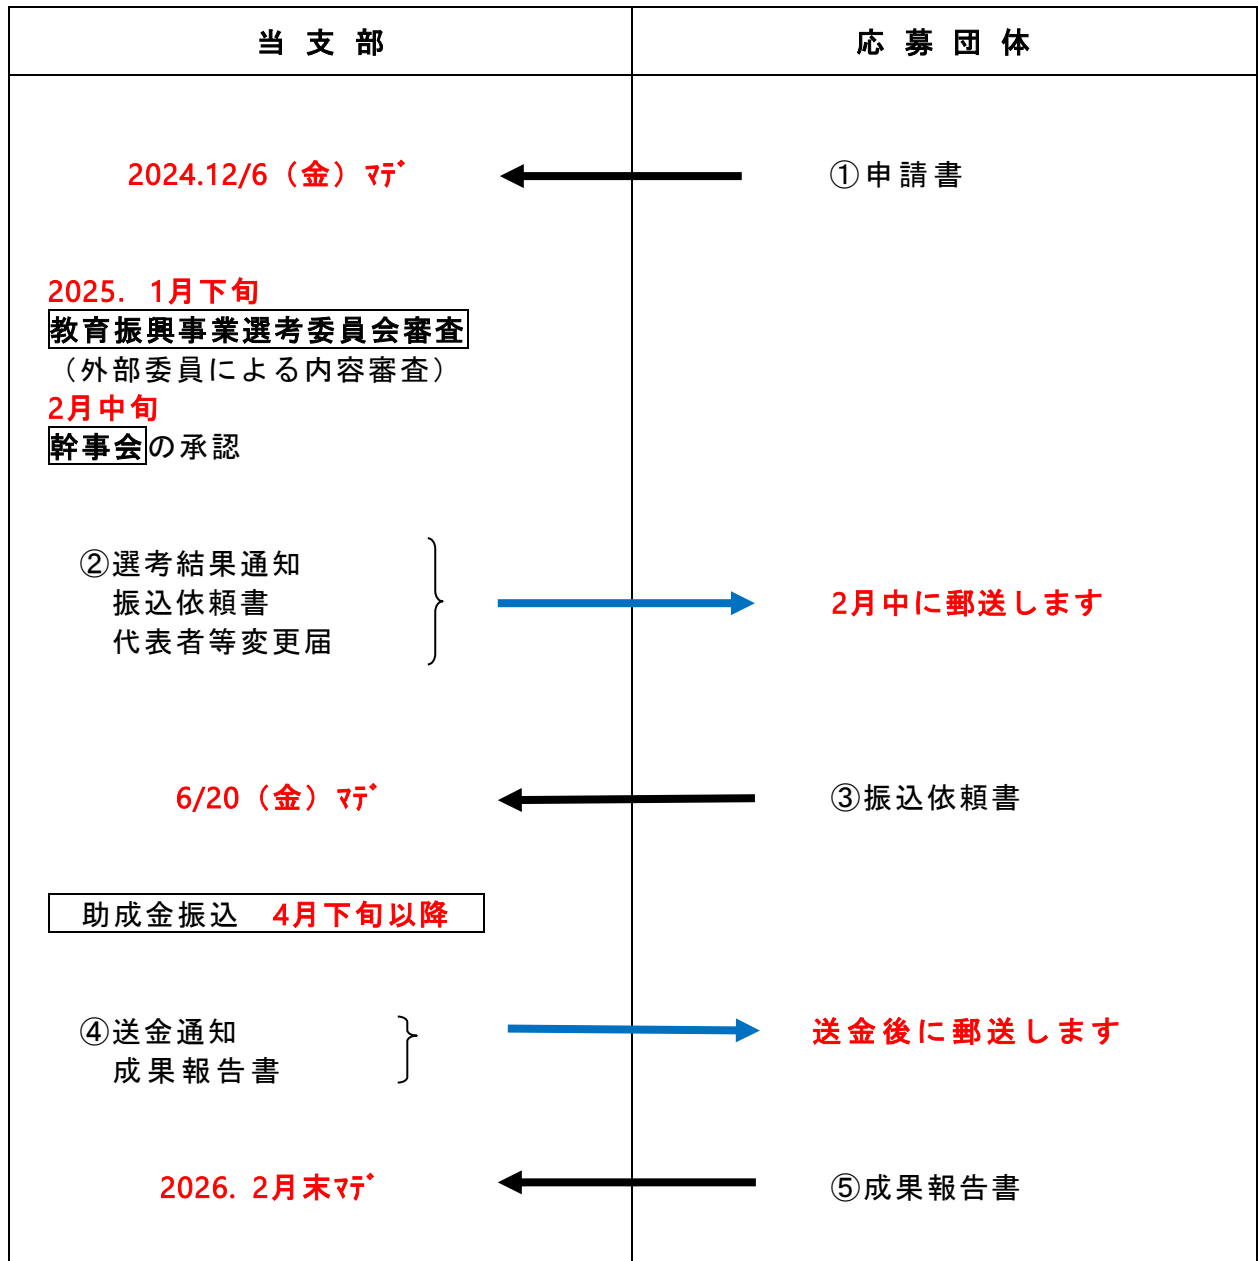 当支部
応募団体
2024.12/6（金）ﾏﾃﾞ
①申請書
2025. 1月下旬
教育振興事業選考委員会審査
（外部委員による内容審査）
2月中旬
幹事会の承認
②選考結果通知
振込依頼書
代表者等変更届
2月中に郵送します
6/20（金）ﾏﾃﾞ
③振込依頼書
助成金振込 4月下旬以降
④送金通知
成果報告書
送金後に郵送します
2026. 2月末ﾏﾃﾞ
⑤成果報告書